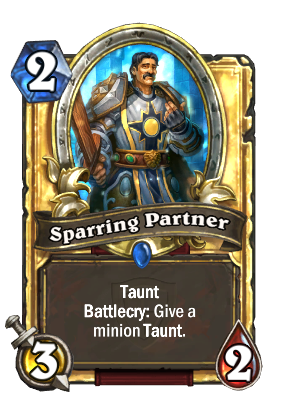 2
Sparring Partner
Taunt
Battlecry: Give a
minion Taunt.
3
2